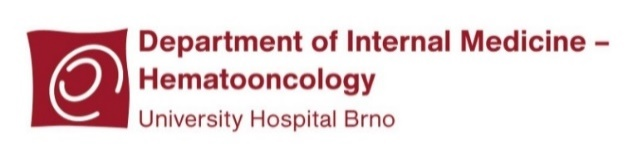 Department of Internal Medicine –
Hematooncology
University Hospital Brno